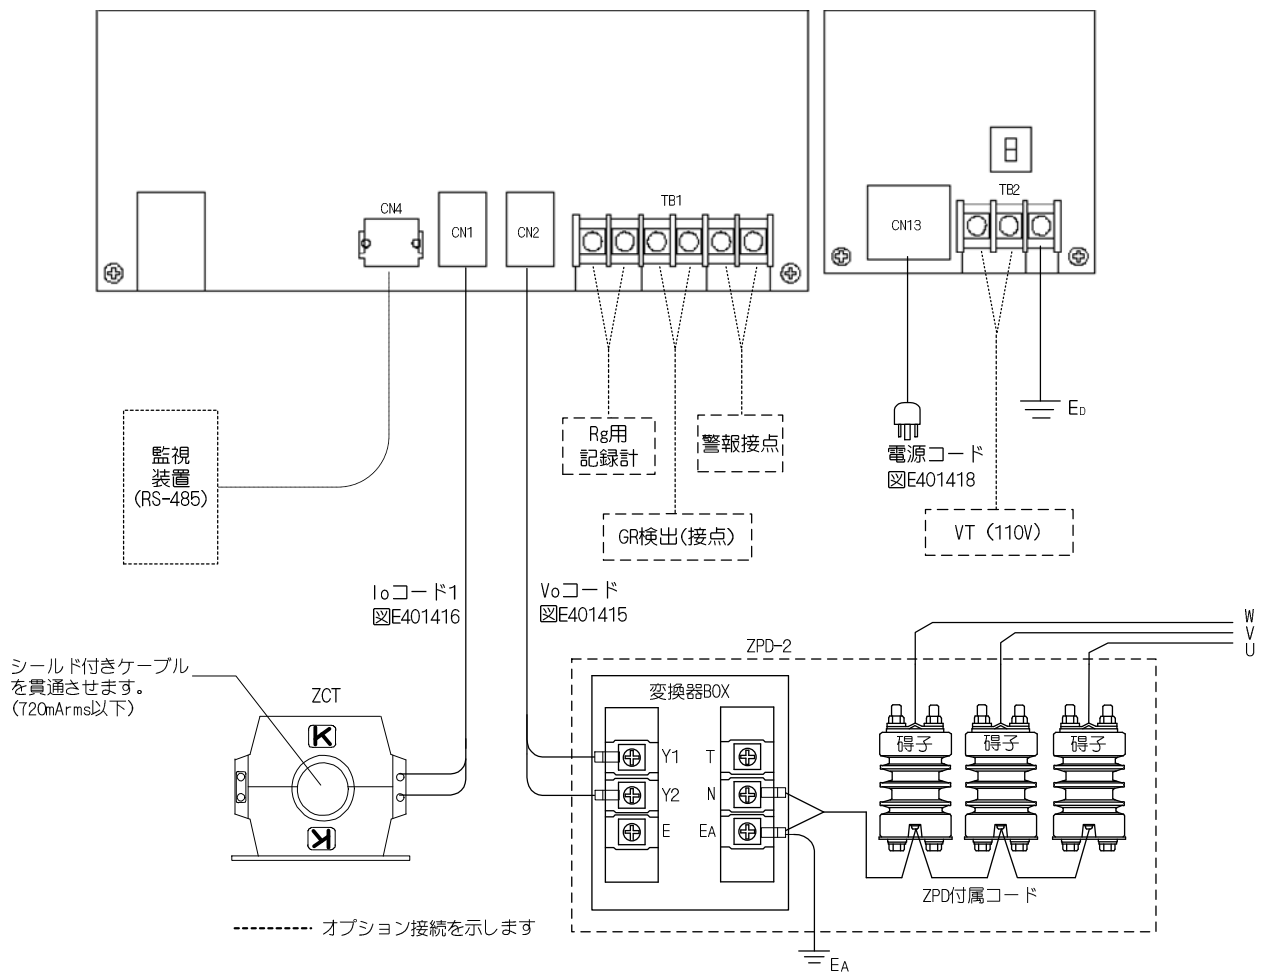 CN4
CN1
CN2
TB1
CN13
TB2
監視
装置
(RS-485)
Rg用
記録計
警報接点
GR検出(接点)
電源コード
図E401418
ED
VT (110V)
Ioコード1
図E401416
Voコード
図E401415
W
V
U
シールド付きケーブル
を貫通させます。
(720mArms以下)
ZCT
K
K
ZPD-2
変換器BOX
Y1
Y2
E
T
N
EA
碍子
碍子
碍子
ZPD付属コード
オプション接続を示します
EA